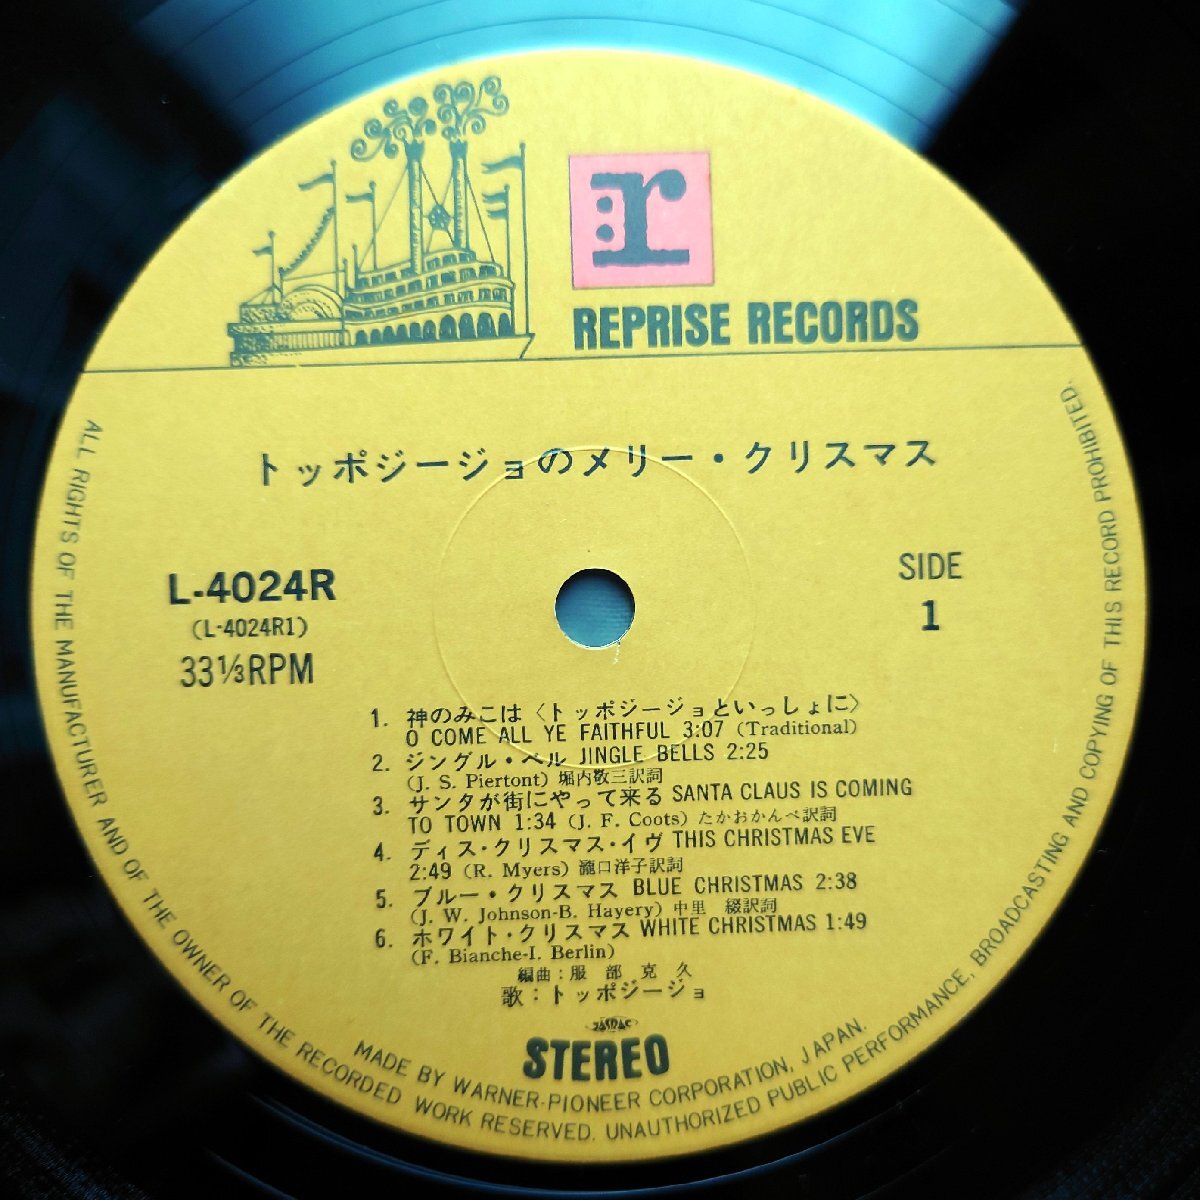 r
REPRISE RECORDS
トッポジージョのメリー・クリスマス
L-4024R
(L-4024R1)
33⅓RPM
SIDE
1
1. 神のみこは〈トッポジージョといっしょに〉
O COME ALL YE FAITHFUL 3:07 (Traditional)
2. ジングル・ベル JINGLE BELLS 2:25
(J. S. Piertont) 堀内敬三訳詞
3. サンタが街にやって来る SANTA CLAUS IS COMING
TO TOWN 1:34 (J. F. Coots) たかおかんべ訳詞
4. ディス・クリスマス・イヴ THIS CHRISTMAS EVE
2:49 (R. Myers) 瀧口洋子訳詞
5. ブルー・クリスマス BLUE CHRISTMAS 2:38
(J. W. Johnson-B. Hayery) 中里 綴訳詞
6. ホワイト・クリスマス WHITE CHRISTMAS 1:49
(F. Bianche-I. Berlin)
編曲:服部克久
歌:トッポジージョ
JASRAC
STEREO
MADE BY WARNER-PIONEER CORPORATION, JAPAN.
ALL RIGHTS OF THE MANUFACTURER AND OF THE OWNER OF THE RECORDED WORK RESERVED. UNAUTHORIZED PUBLIC PERFORMANCE, BROADCASTING AND COPYING OF THIS RECORD PROHIBITED.